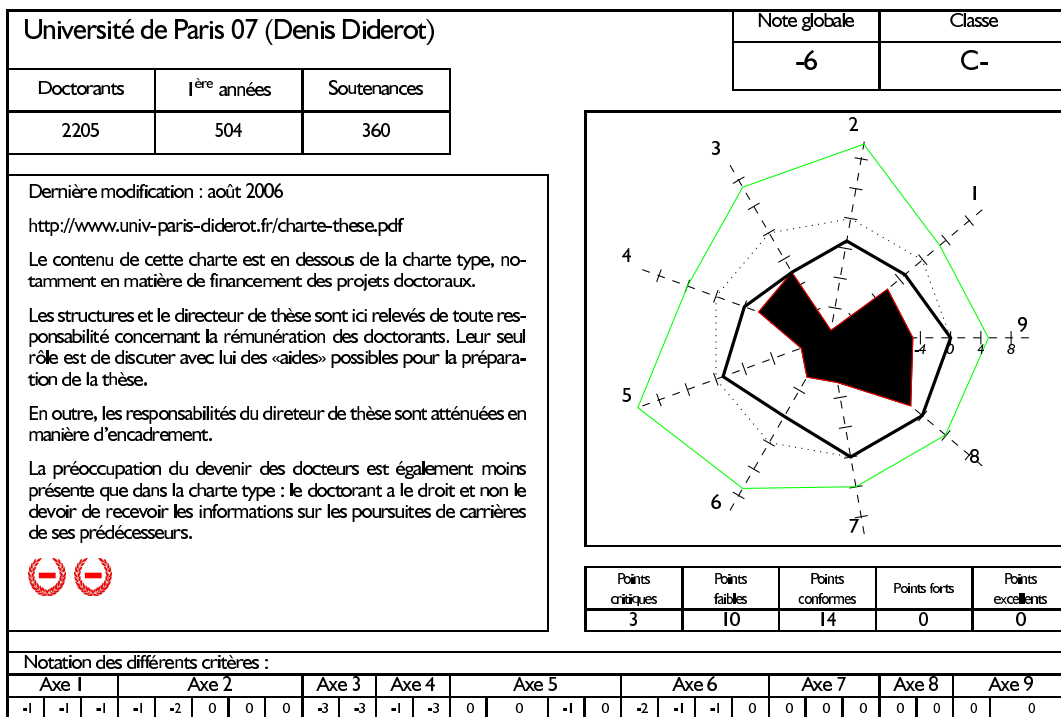 Université de Paris 07 (Denis Diderot)
Note globale Classe
-6 C-
Doctorants 1ère années Soutenances
2205 504 360
Dernière modification : août 2006
http://www.univ-paris-diderot.fr/charte-these.pdf
Le contenu de cette charte est en dessous de la charte type, no-
tamment en matière de financement des projets doctoraux.
Les structures et le directeur de thèse sont ici relevés de toute res-
ponsabilité concernant la rémunération des doctorants. Leur seul
rôle est de discuter avec lui des «aides» possibles pour la prépara-
tion de la thèse.
En outre, les responsabilités du direteur de thèse sont atténuées en
manière d'encadrement.
La préoccupation du devenir des docteurs est également moins
présente que dans la charte type : le doctorant a le droit et non le
devoir de recevoir les informations sur les poursuites de carrières
de ses prédécesseurs.
2
3
1
4
9
-4 0 4 8
5
8
6
7
Points critiques Points faibles Points conformes Points forts Points excellents
3 10 14 0 0
Notation des différents critères :
Axe 1 Axe 2 Axe 3 Axe 4 Axe 5 Axe 6 Axe 7 Axe 8 Axe 9
-1 -1 -1 -1 -2 0 0 0 -3 -3 -1 -3 0 0 -1 0 -2 -1 -1 0 0 0 0 0 0 0 0